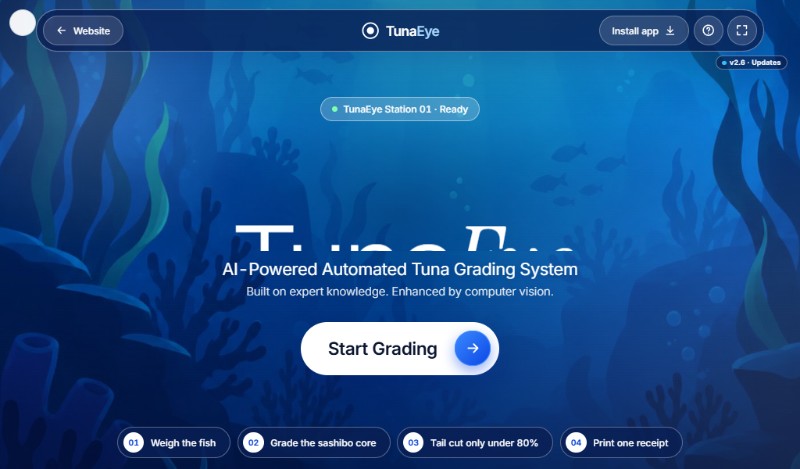 Website
TunaEye
Install app
v2.6 · Updates
TunaEye Station 01 · Ready
TunaEye
AI-Powered Automated Tuna Grading System
Built on expert knowledge. Enhanced by computer vision.
Start Grading
01 Weigh the fish
02 Grade the sashibo core
03 Tail cut only under 80%
04 Print one receipt